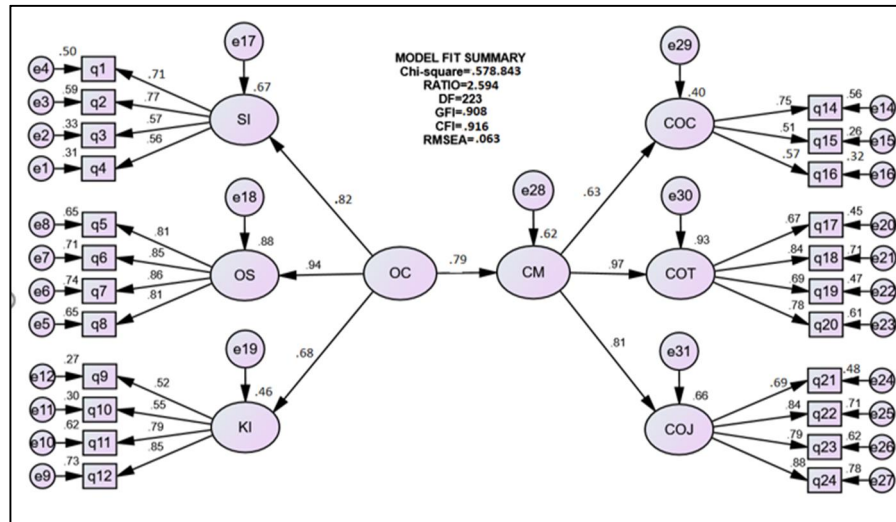 MODEL FIT SUMMARY
Chi-square=.578.843
RATIO=2.594
DF=223
GFI=.908
CFI=.916
RMSEA=.063
e17
.67
SI
.50
e4
q1
.71
.59
e3
q2
.77
.33
e2
q3
.57
.31
e1
q4
.56
.82
e18
.88
OS
.65
e8
q5
.81
.71
e7
q6
.85
.74
e6
q7
.86
.65
e5
q8
.81
.94
e19
.46
KI
.27
e12
q9
.52
.30
e11
q10
.55
.62
e10
q11
.79
.73
e9
q12
.85
.68
OC
.79
e28
.62
CM
.63
e29
.40
COC
.75
q14
.56
e14
.51
q15
.26
e15
.57
q16
.32
e16
.97
e30
.93
COT
.67
q17
.45
e20
.84
q18
.71
e21
.69
q19
.47
e22
.78
q20
.61
e23
.81
e31
.66
COJ
.69
q21
.48
e24
.84
q22
.71
e25
.79
q23
.62
e26
.88
q24
.78
e27